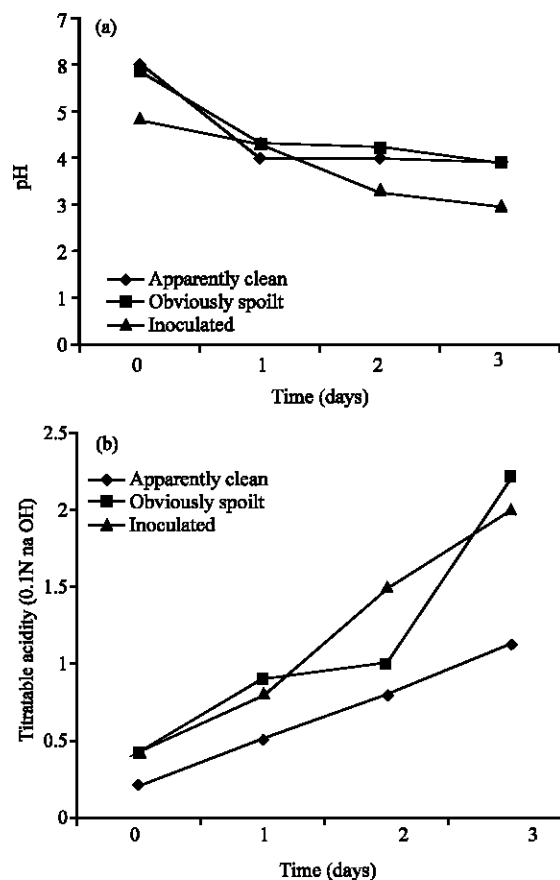 (a)
7
8
5
4
3
2
1
0
pH
Apparently clean
Obviously spoilt
Inoculated
0 1 2 3
Time (days)
(b)
2.5
2
1.5
1
0.5
0
Titratable acidity (0.1N na OH)
Apparently clean
Obviously spoilt
Inoculated
0 1 2 3
Time (days)